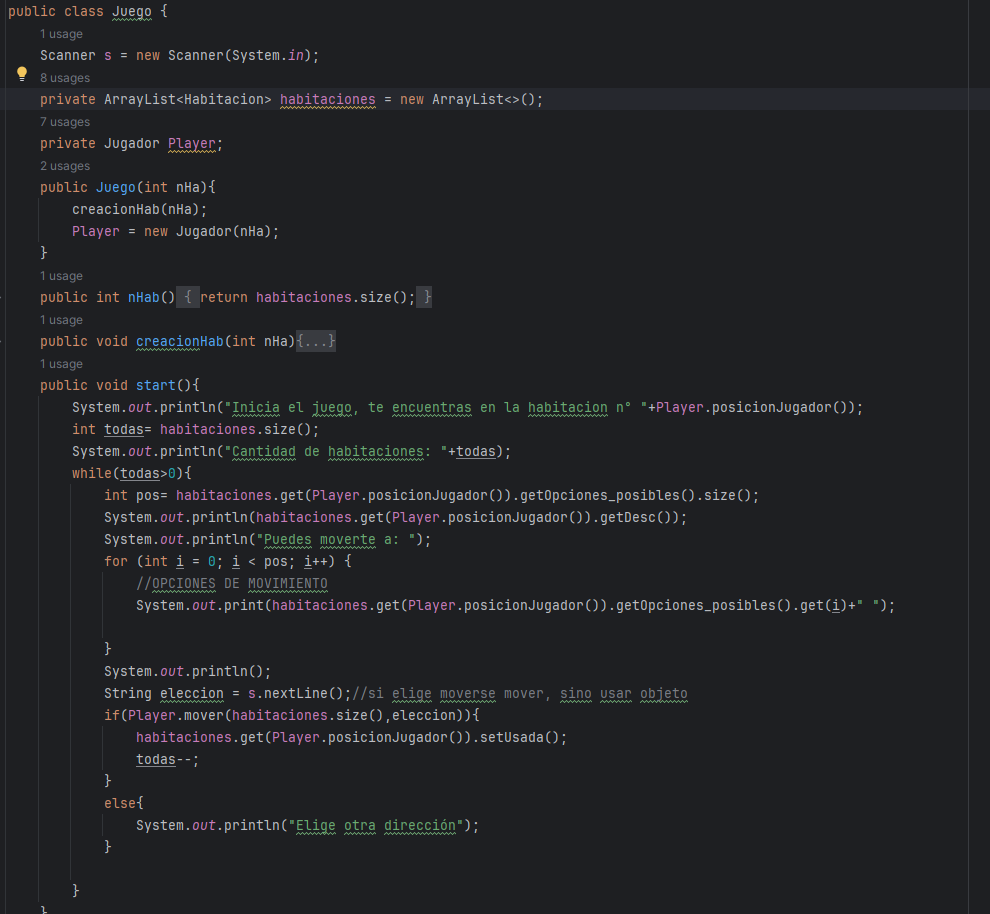 public class Juego {
1 usage
Scanner s = new Scanner(System.in);
8 usages
private ArrayList<Habitacion> habitaciones = new ArrayList<>();
7 usages
private Jugador Player;
2 usages
public Juego(int nHa){
creacionHab(nHa);
Player = new Jugador(nHa);
}
1 usage
public int nHab() { return habitaciones.size(); }
1 usage
public void creacionHab(int nHa){...}
1 usage
public void start(){
System.out.println("Inicia el juego, te encuentras en la habitacion n° "+Player.posicionJugador());
int todas= habitaciones.size();
System.out.println("Cantidad de habitaciones: "+todas);
while(todas>0){
int pos= habitaciones.get(Player.posicionJugador()).getOpciones_posibles().size();
System.out.println(habitaciones.get(Player.posicionJugador()).getDesc());
System.out.println("Puedes moverte a: ");
for (int i = 0; i < pos; i++) {
//OPCIONES DE MOVIMIENTO
System.out.print(habitaciones.get(Player.posicionJugador()).getOpciones_posibles().get(i)+" ");
}
System.out.println();
String eleccion = s.nextLine();//si elige moverse mover, sino usar objeto
if(Player.mover(habitaciones.size(),eleccion)){
habitaciones.get(Player.posicionJugador()).setUsada();
todas--;
}
else{
System.out.println("Elige otra dirección");
}
}
}